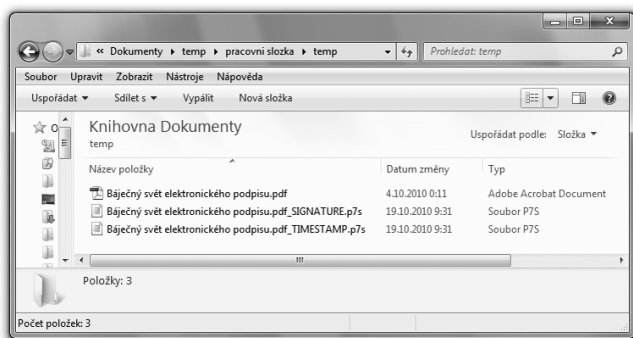 « Dokumenty ▸ temp ▸ pracovni slozka ▸ temp
Prohledat: temp
Soubor Upravit Zobrazit Nástroje Nápověda
Uspořádat ▾ Sdílet s ▾ Vypálit Nová složka
Knihovna Dokumenty
temp
Uspořádat podle: Složka ▾
Název položky Datum změny Typ
Báječný svět elektronického podpisu.pdf 4.10.2010 0:11 Adobe Acrobat Document
Báječný svět elektronického podpisu.pdf_SIGNATURE.p7s 19.10.2010 9:31 Soubor P7S
Báječný svět elektronického podpisu.pdf_TIMESTAMP.p7s 19.10.2010 9:31 Soubor P7S
Položky: 3
Počet položek: 3